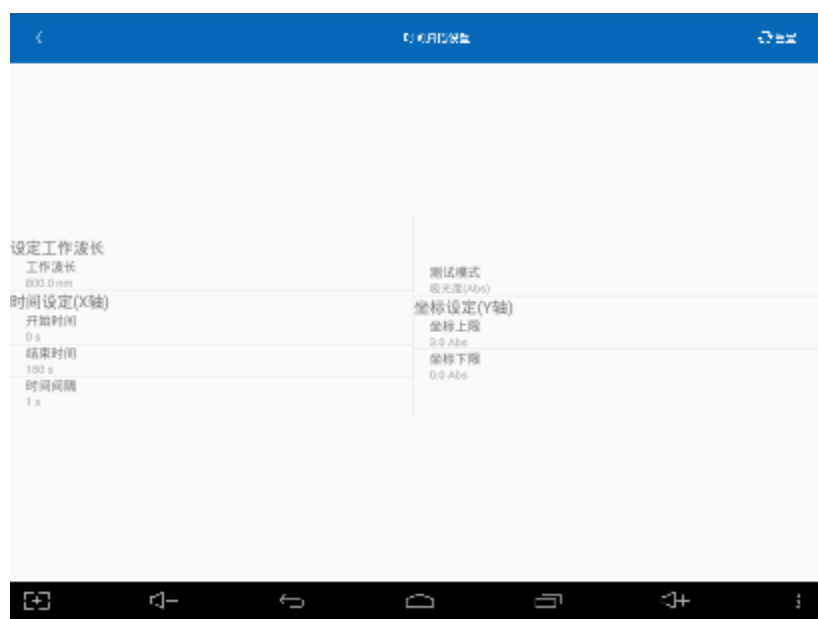 设定工作波长
工作波长
800.0 nm
时间设定(X轴)
开始时间
0 s
结束时间
180 s
时间间隔
1 s
测试模式
吸光度(Abs)
坐标设定(Y轴)
坐标上限
3.0 Abs
坐标下限
0.0 Abs